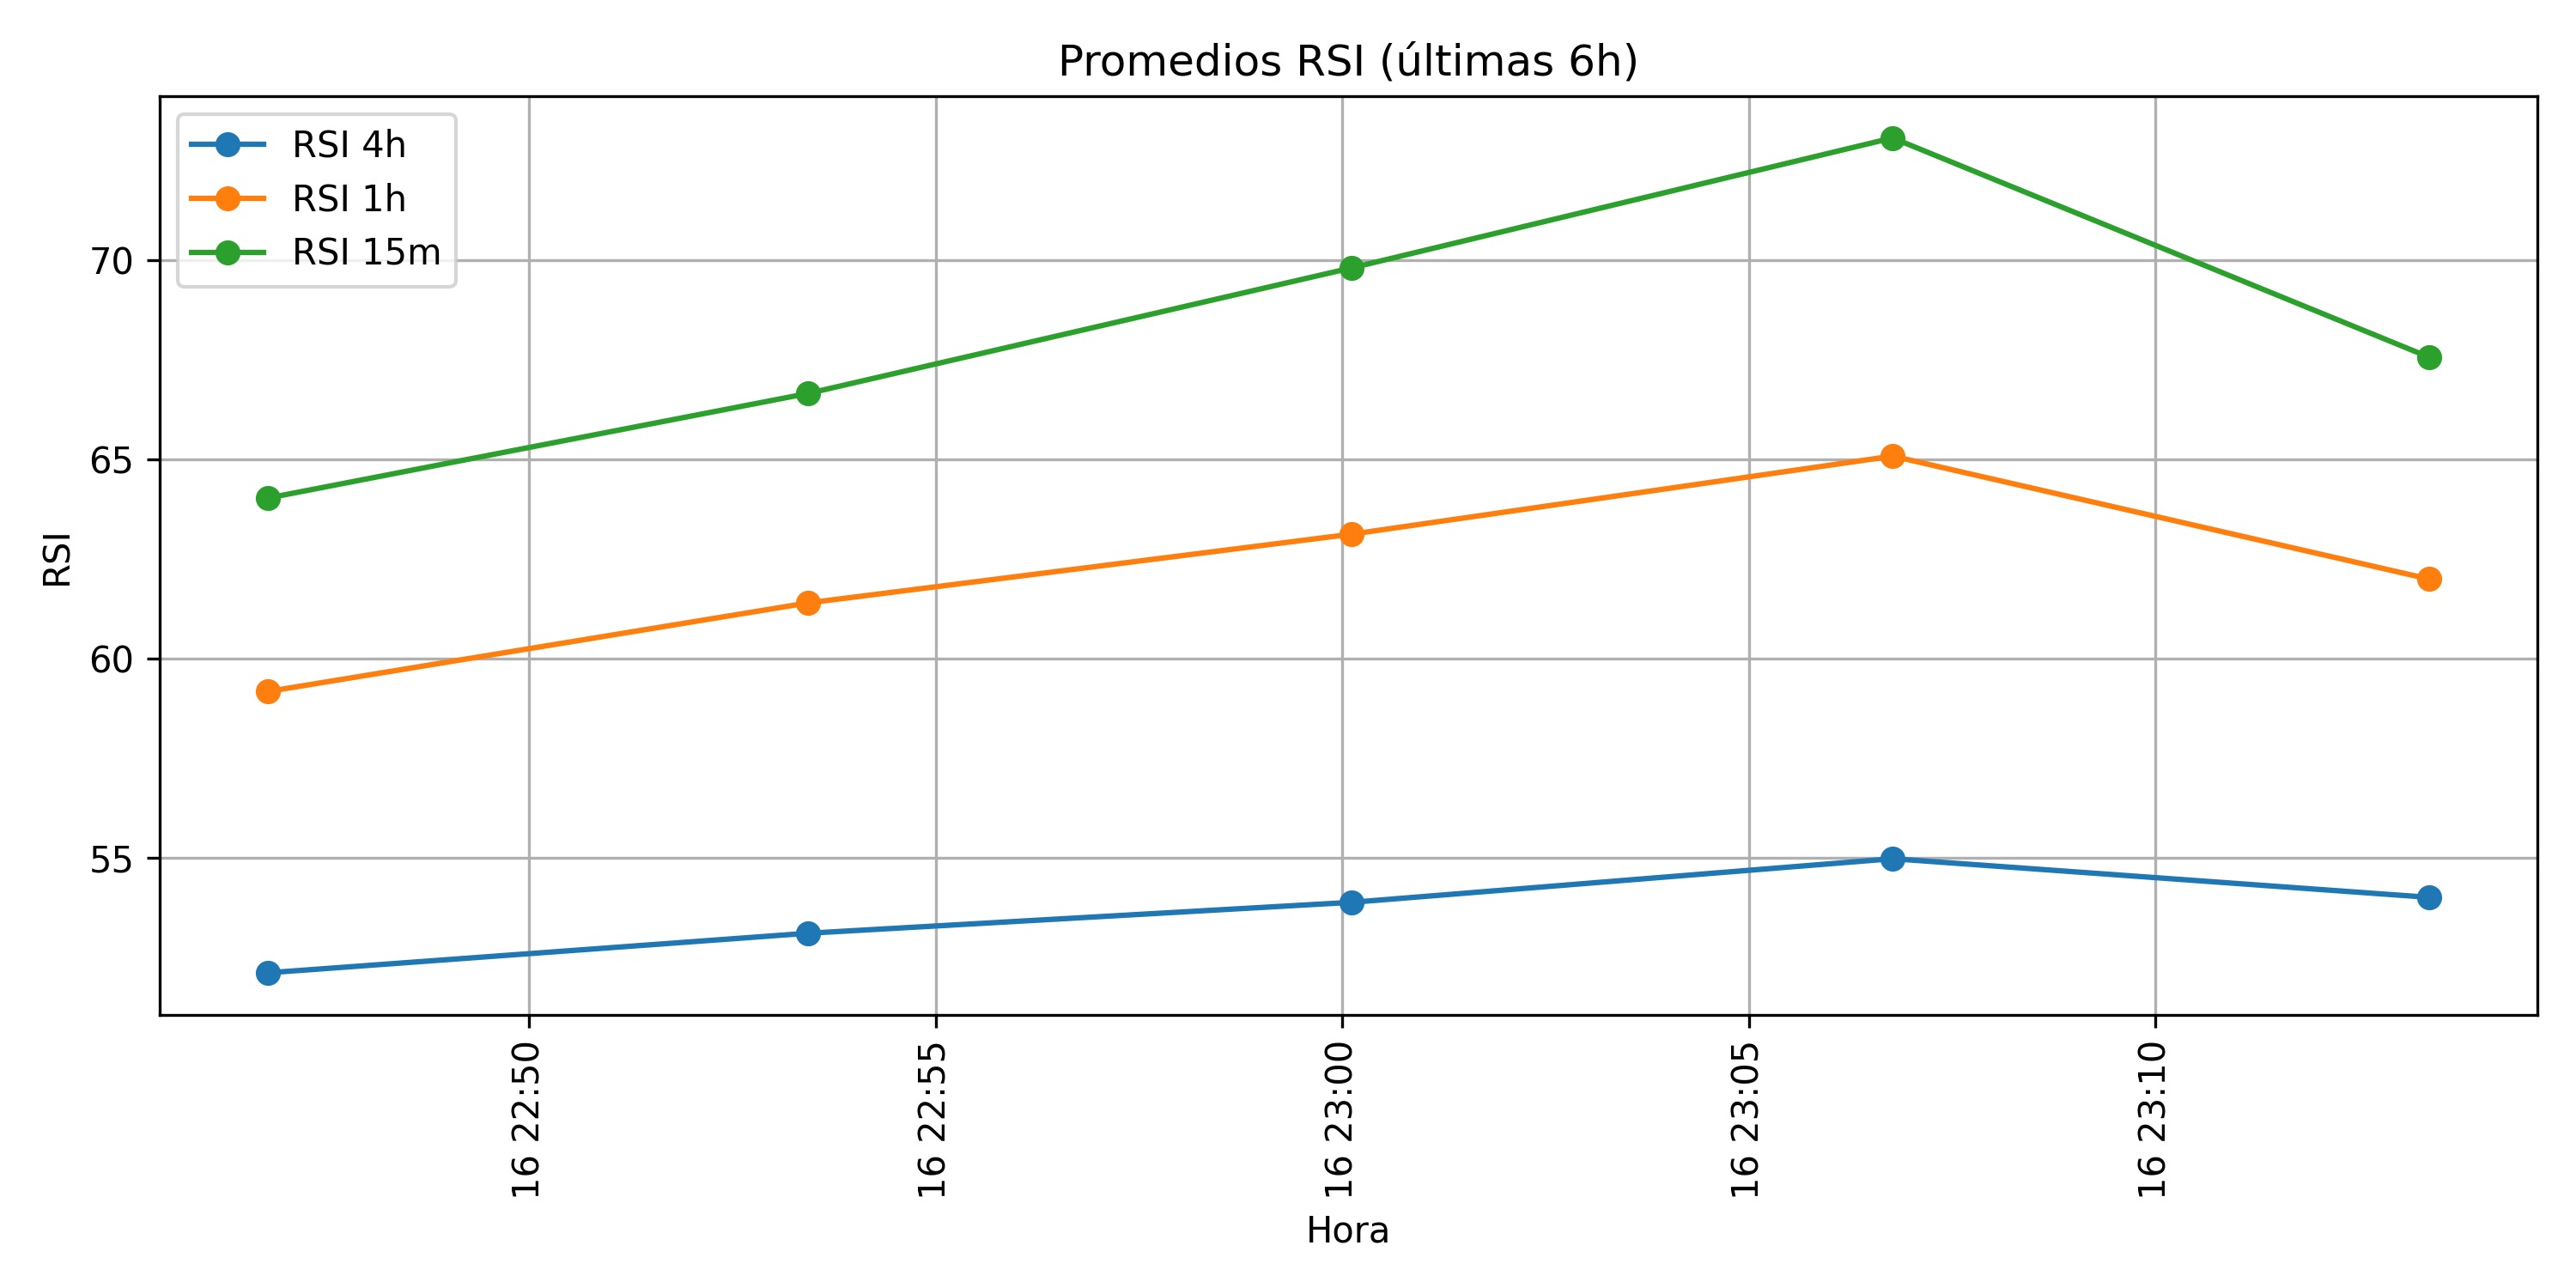 Promedios RSI (últimas 6h)
RSI 4h
RSI 1h
RSI 15m
70
65
60
55
RSI
16 22:50
16 22:55
16 23:00
16 23:05
16 23:10
Hora